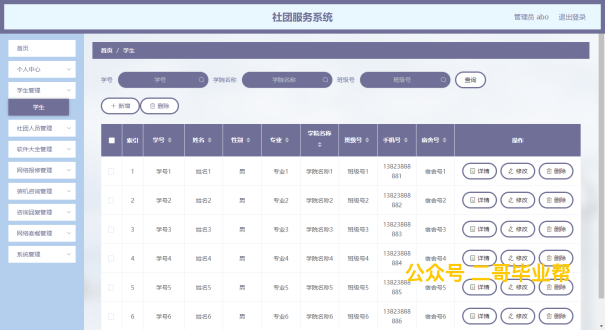 社团服务系统
管理员 abo 退出登录
首页
个人中心
学生管理
学生
社团人员管理
软件大全管理
网络报修管理
装机咨询管理
咨询回复管理
网络套餐管理
系统管理
首页 / 学生
学号 学号 学院名称 学院名称 班级号 班级号 查询
+ 新增 删除
索引 学号 姓名 性别 专业 学院名称 班级号 手机号 宿舍号 操作
1 学号1 姓名1 男 专业1 学院名称1 班级号1 13823888881 宿舍号1 详情 修改 删除
2 学号2 姓名2 男 专业2 学院名称2 班级号2 13823888882 宿舍号2 详情 修改 删除
3 学号3 姓名3 男 专业3 学院名称3 班级号3 13823888883 宿舍号3 详情 修改 删除
4 学号4 姓名4 男 专业4 学院名称4 班级号4 13823888884 宿舍号4 详情 修改 删除
公众号 二哥毕业帮
5 学号5 姓名5 男 专业5 学院名称5 班级号5 13823888885 宿舍号5 详情 修改 删除
6 学号6 姓名6 男 专业6 学院名称6 班级号6 13823888886 宿舍号6 详情 修改 删除